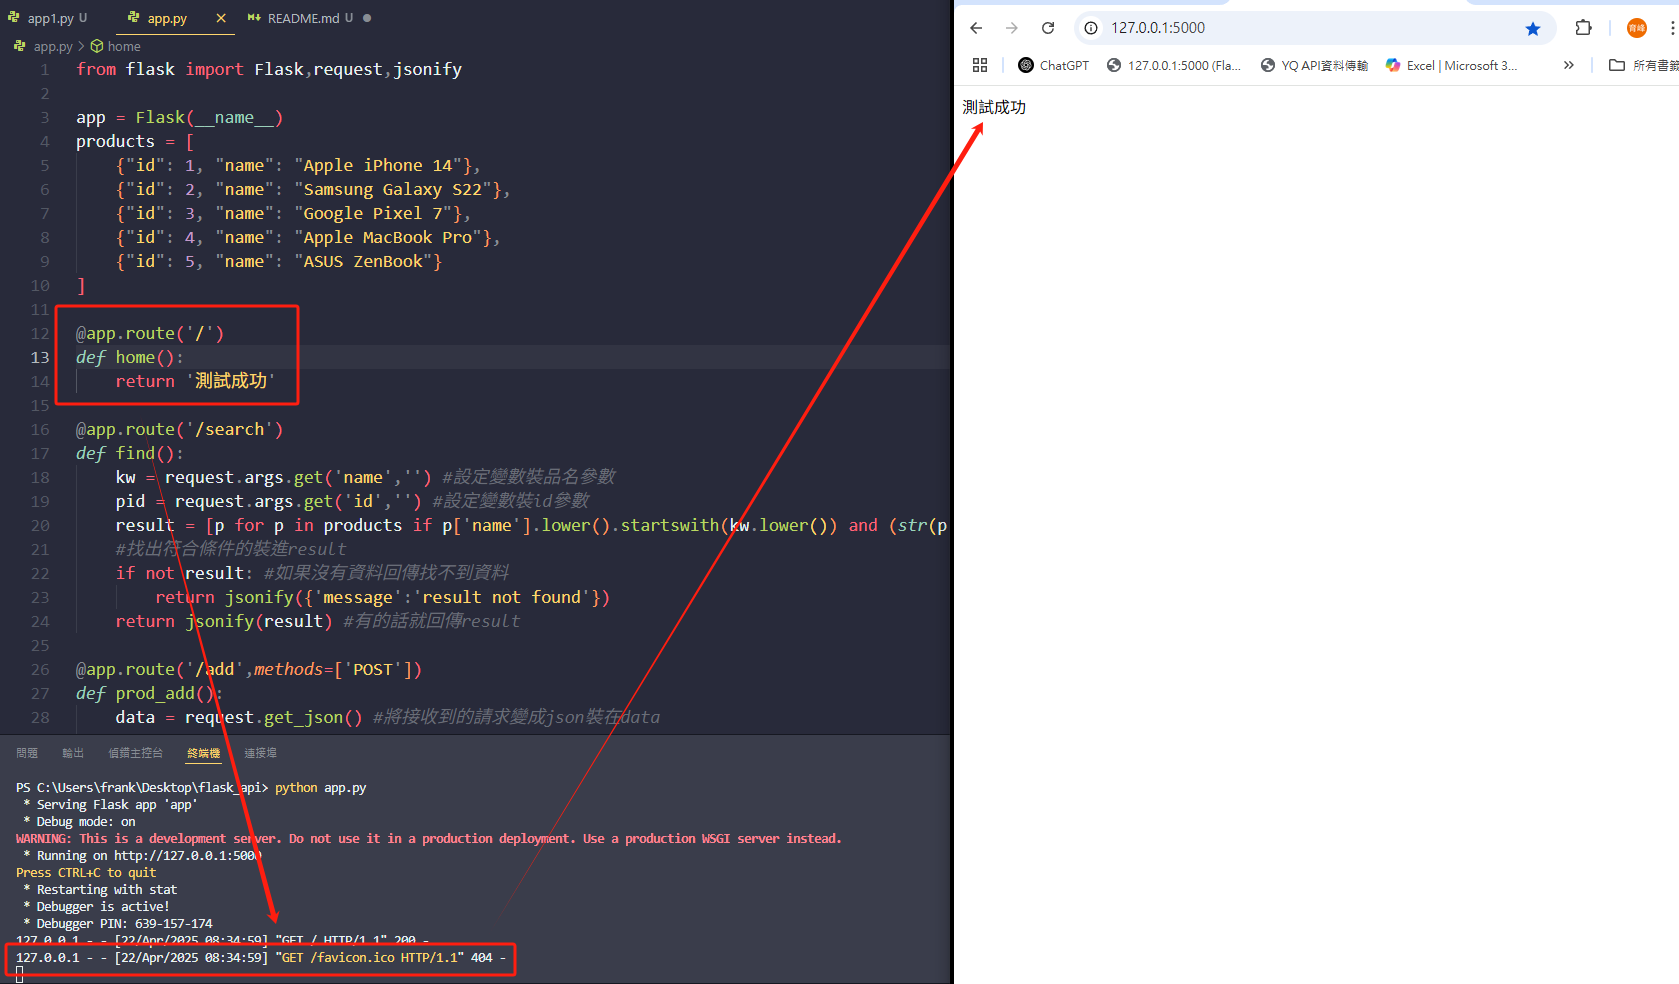 app1.py U
app.py ×
README.md U ●
app.py > home
1 from flask import Flask,request,jsonify
2
3 app = Flask(__name__)
4 products = [
5 {"id": 1, "name": "Apple iPhone 14"},
6 {"id": 2, "name": "Samsung Galaxy S22"},
7 {"id": 3, "name": "Google Pixel 7"},
8 {"id": 4, "name": "Apple MacBook Pro"},
9 {"id": 5, "name": "ASUS ZenBook"}
10 ]
11
12 @app.route('/')
13 def home():
14 return '測試成功'
15
16 @app.route('/search')
17 def find():
18 kw = request.args.get('name','') #設定變數裝品名參數
19 pid = request.args.get('id','') #設定變數裝id參數
20 result = [p for p in products if p['name'].lower().startswith(kw.lower()) and (str(p
21 #找出符合條件的裝進result
22 if not result: #如果沒有資料回傳找不到資料
23 return jsonify({'message':'result not found'})
24 return jsonify(result) #有的話就回傳result
25
26 @app.route('/add',methods=['POST'])
27 def prod_add():
28 data = request.get_json() #將接收到的請求變成json裝在data
問題 輸出 偵錯主控台 終端機 連接埠
PS C:\Users\frank\Desktop\flask_api> python app.py
* Serving Flask app 'app'
* Debug mode: on
WARNING: This is a development server. Do not use it in a production deployment. Use a production WSGI server instead.
* Running on http://127.0.0.1:5000
Press CTRL+C to quit
* Restarting with stat
* Debugger is active!
* Debugger PIN: 639-157-174
127.0.0.1 - - [22/Apr/2025 08:34:59] "GET / HTTP/1.1" 200 -
127.0.0.1 - - [22/Apr/2025 08:34:59] "GET /favicon.ico HTTP/1.1" 404 -
127.0.0.1:5000
育峰
ChatGPT
127.0.0.1:5000 (Fla...
YQ API資料傳輸
Excel | Microsoft 3...
»
所有書籤
測試成功